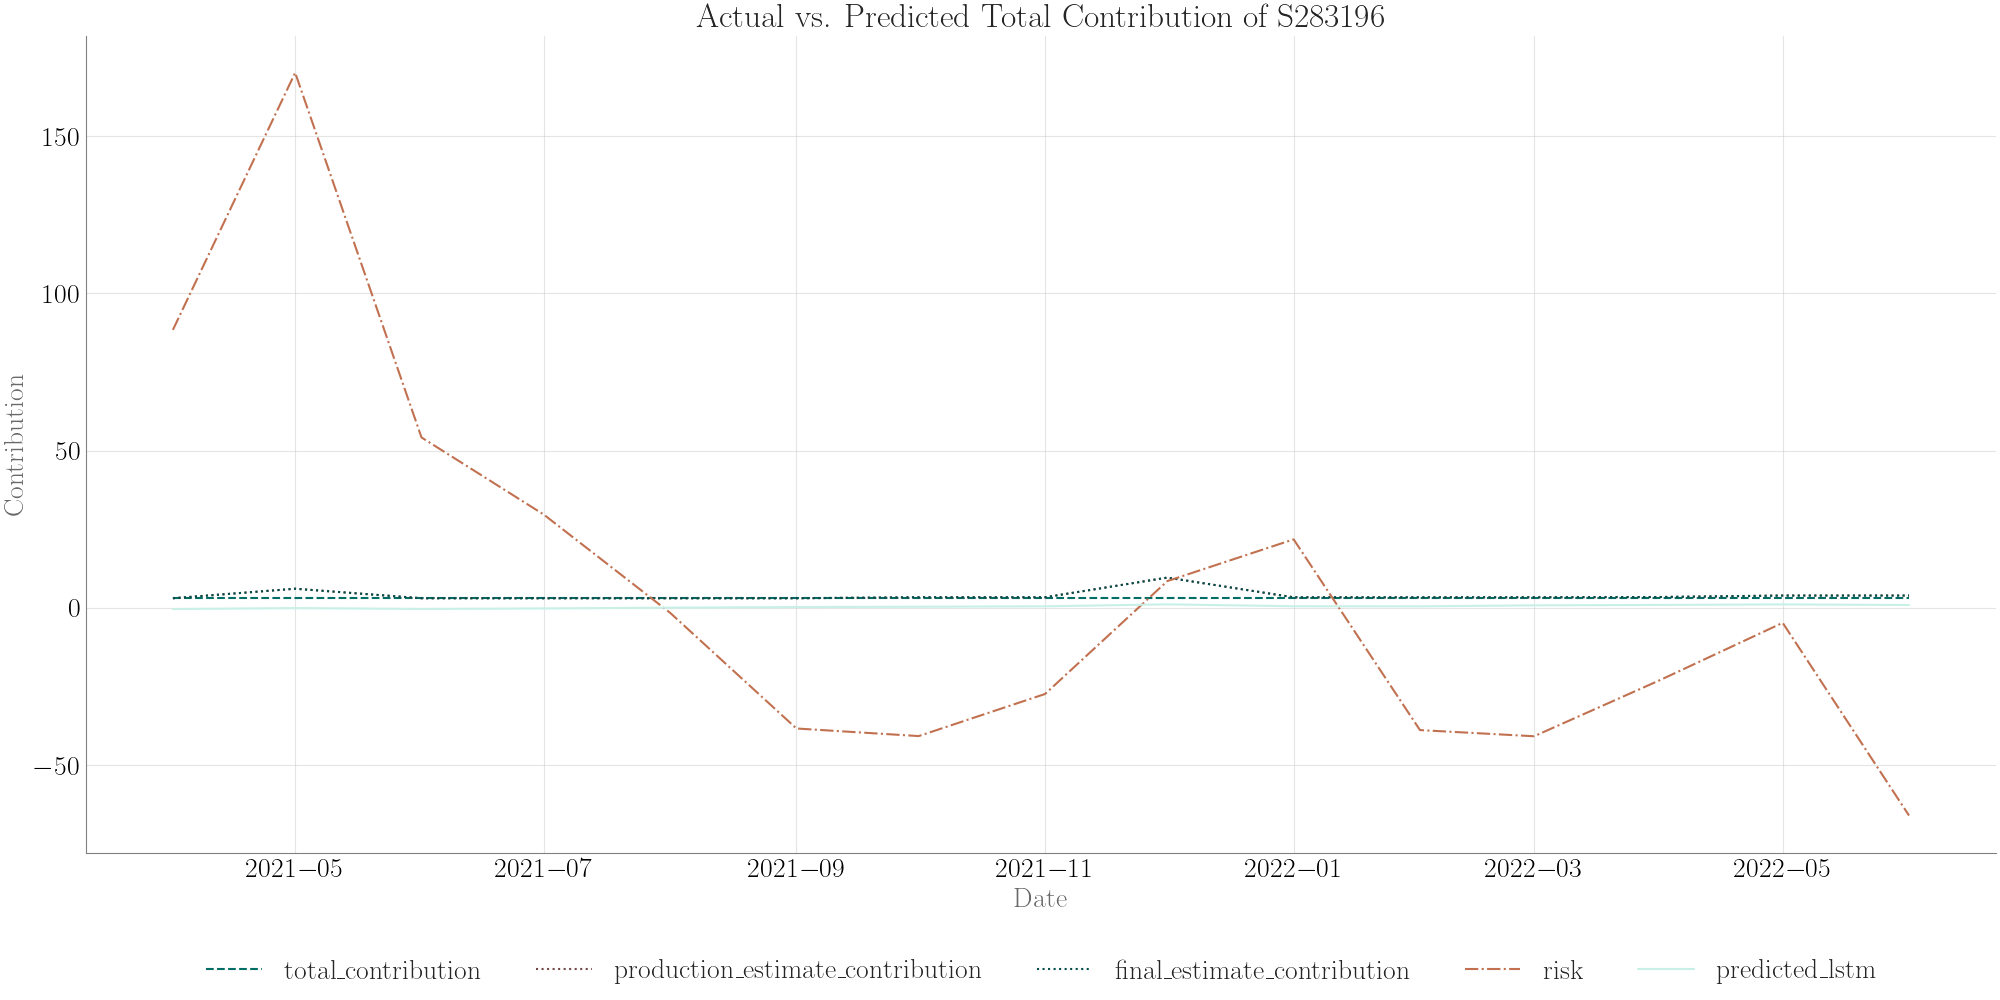 Actual vs. Predicted Total Contribution of S283196
150
100
50
0
−50
Contribution
2021−05 2021−07 2021−09 2021−11 2022−01 2022−03 2022−05
Date
total_contribution production_estimate_contribution final_estimate_contribution risk predicted_lstm